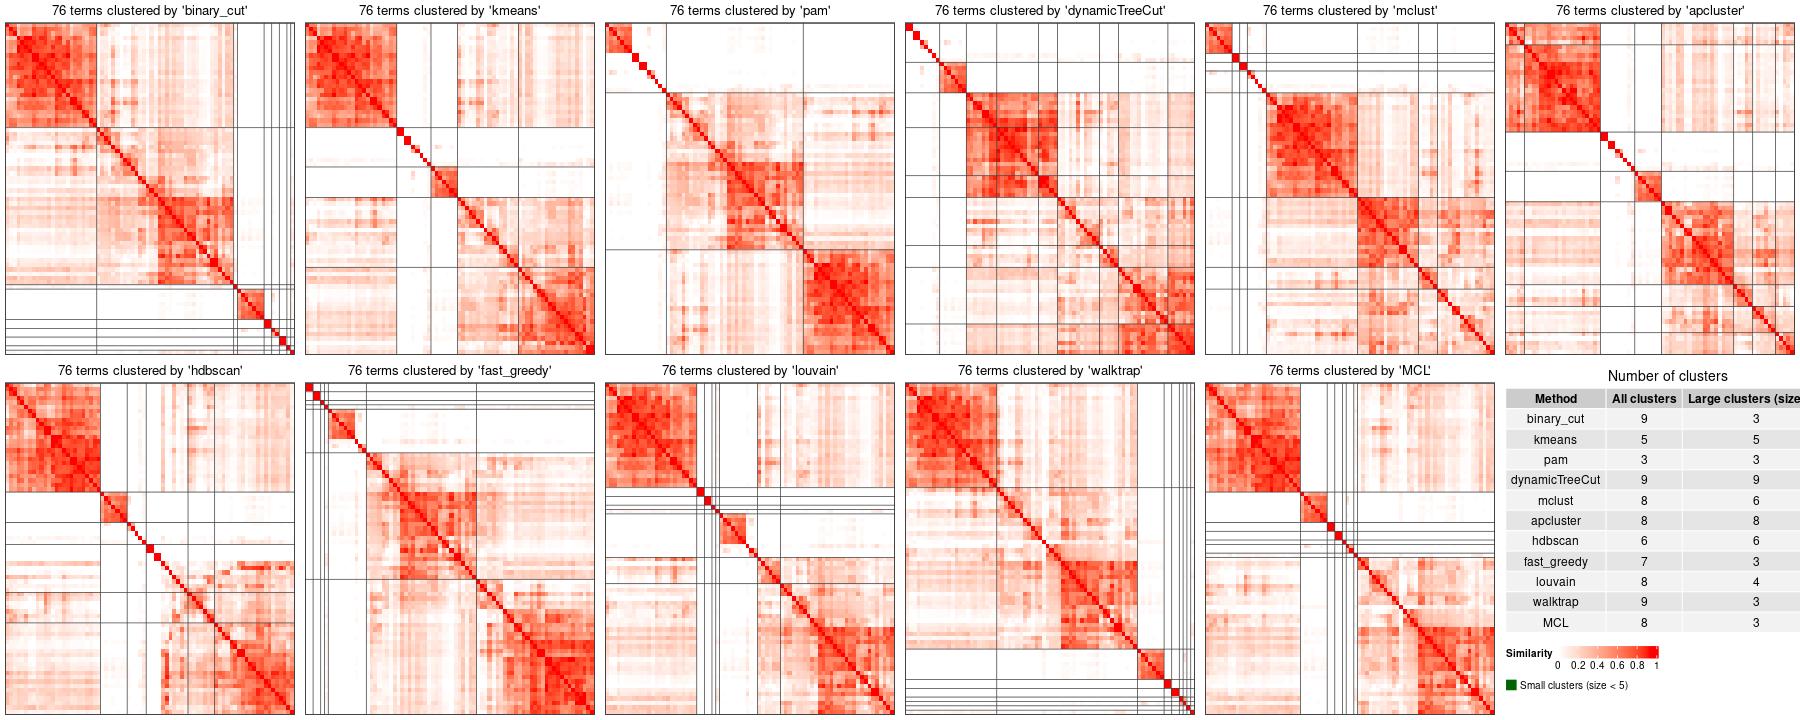 76 terms clustered by 'binary_cut'
76 terms clustered by 'kmeans'
76 terms clustered by 'pam'
76 terms clustered by 'dynamicTreeCut'
76 terms clustered by 'mclust'
76 terms clustered by 'apcluster'
76 terms clustered by 'hdbscan'
76 terms clustered by 'fast_greedy'
76 terms clustered by 'louvain'
76 terms clustered by 'walktrap'
76 terms clustered by 'MCL'
Number of clusters
Method All clusters Large clusters (size
binary_cut 9 3
kmeans 5 5
pam 3 3
dynamicTreeCut 9 9
mclust 8 6
apcluster 8 8
hdbscan 6 6
fast_greedy 7 3
louvain 8 4
walktrap 9 3
MCL 8 3
Similarity
0 0.2 0.4 0.6 0.8 1
Small clusters (size < 5)